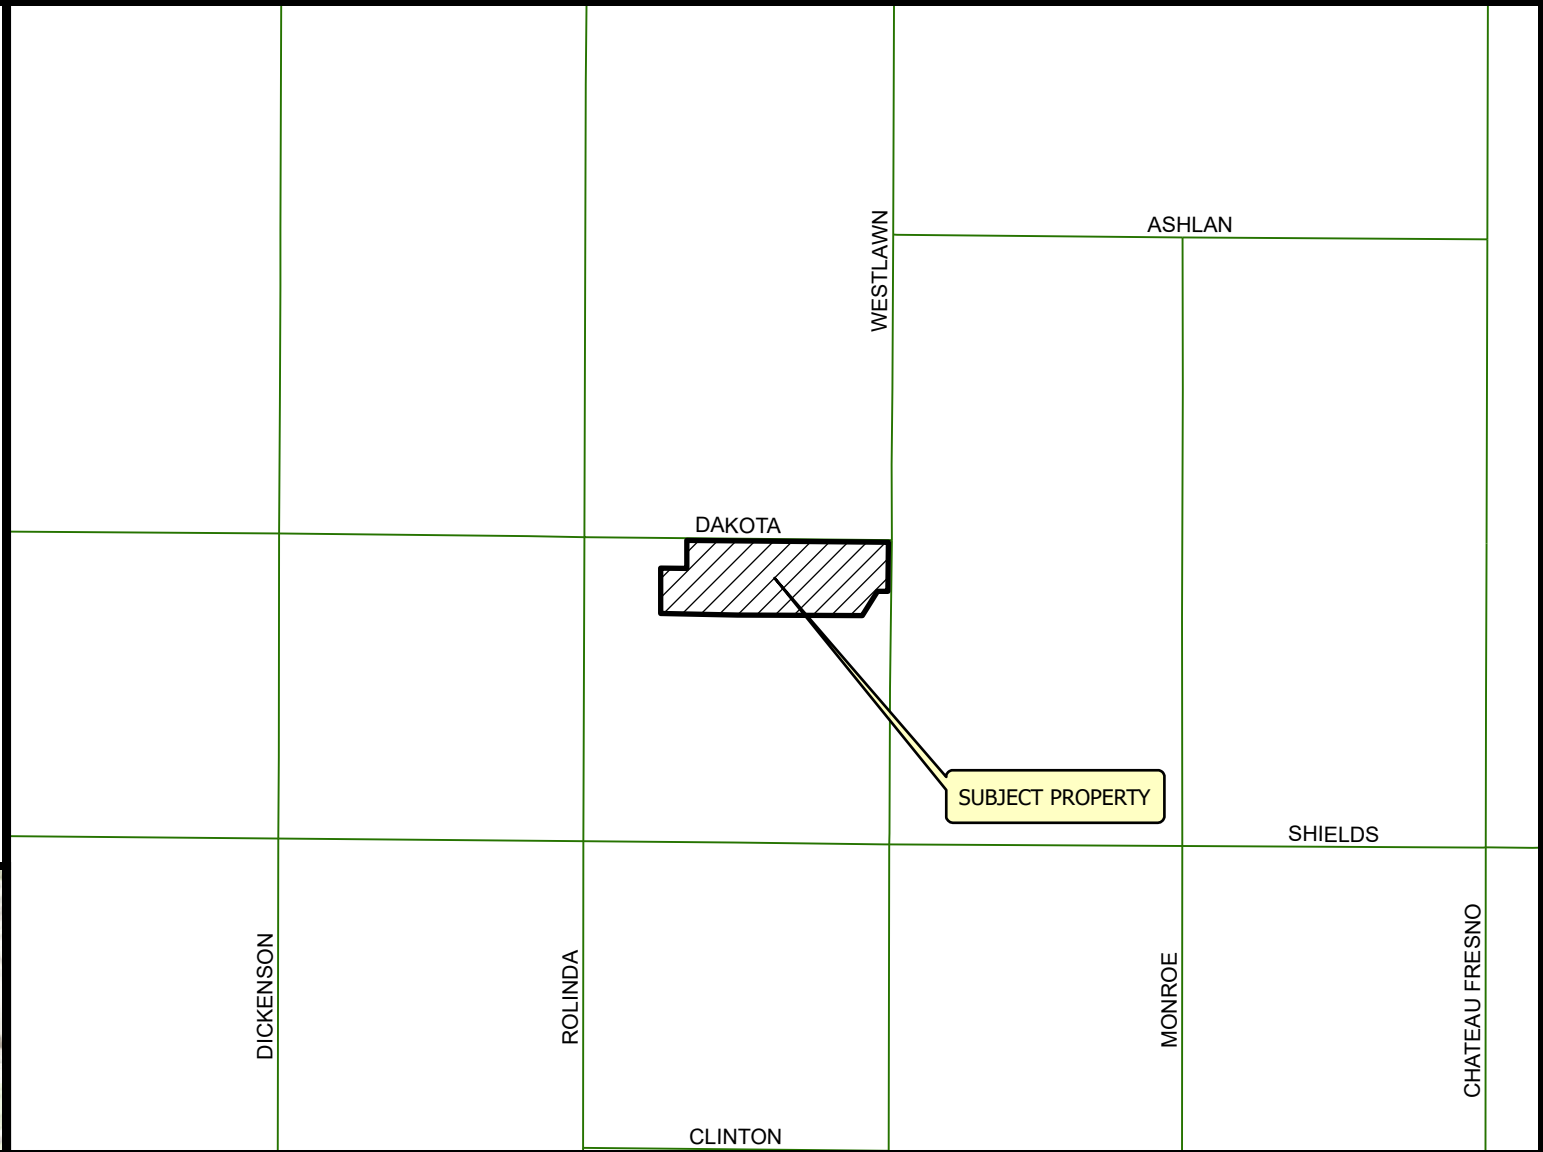 ASHLAN
WESTLAWN
DAKOTA
SUBJECT PROPERTY
SHIELDS
DICKENSON
ROLINDA
MONROE
CHATEAU FRESNO
CLINTON